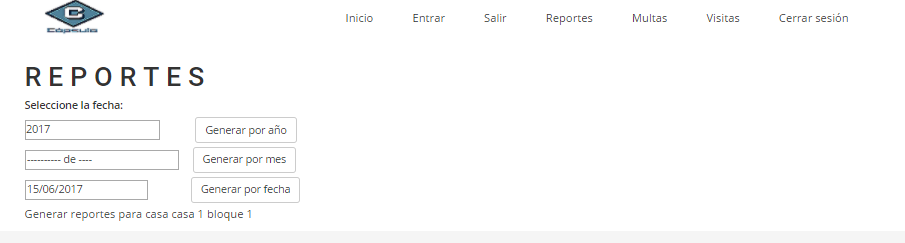 C
Cápsula
Inicio Entrar Salir Reportes Multas Visitas Cerrar sesión
REPORTES
Seleccione la fecha:
2017 Generar por año
---------- de ---- Generar por mes
15/06/2017 Generar por fecha
Generar reportes para casa casa 1 bloque 1